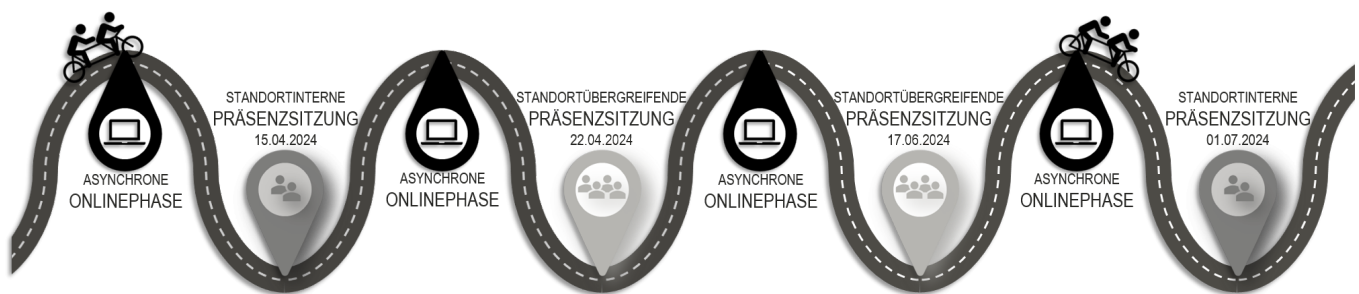 ASYNCHRONE
ONLINEPHASE
STANDORTINTERNE
PRÄSENZSITZUNG
15.04.2024
ASYNCHRONE
ONLINEPHASE
STANDORTÜBERGREIFENDE
PRÄSENZSITZUNG
22.04.2024
ASYNCHRONE
ONLINEPHASE
STANDORTÜBERGREIFENDE
PRÄSENZSITZUNG
17.06.2024
ASYNCHRONE
ONLINEPHASE
STANDORTINTERNE
PRÄSENZSITZUNG
01.07.2024